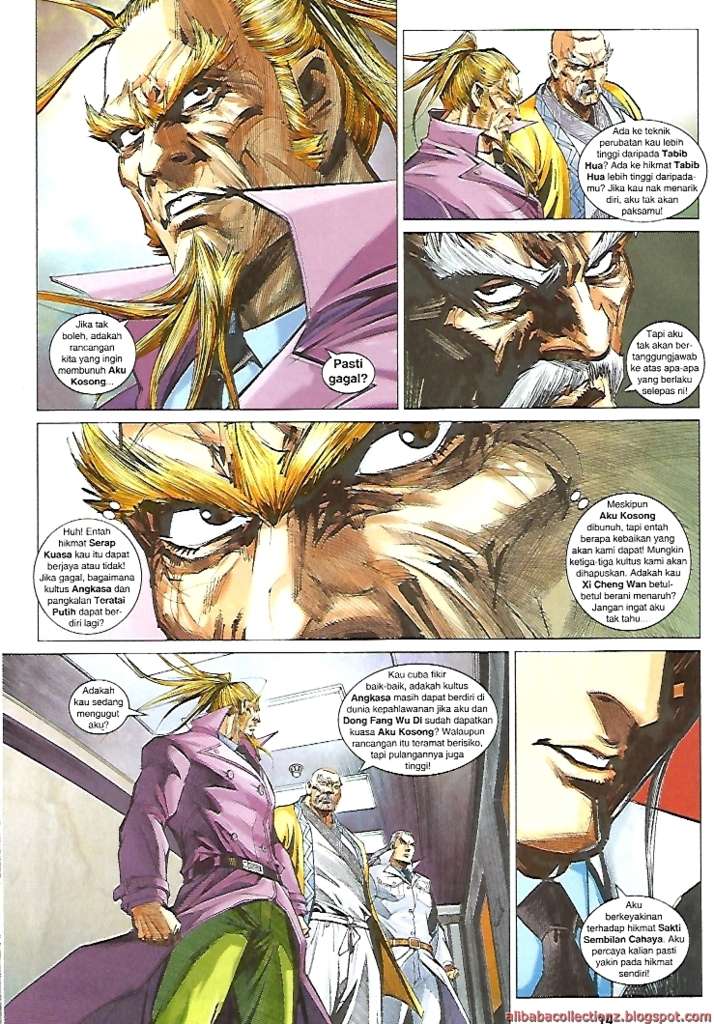 Jika tak
boleh, adakah
rancangan
kita yang ingin
membunuh Aku
Kosong...
Pasti
gagal?
Ada ke teknik
perubatan kau lebih
tinggi daripada Tabib
Hua? Ada ke hikmat Tabib
Hua lebih tinggi daripada-
mu? Jika kau nak menarik
diri, aku tak akan
paksamu!
Tapi aku
tak akan ber-
tanggungjawab
ke atas apa-apa
yang berlaku
selepas ni!
Huh! Entah
hikmat Serap
Kuasa kau itu dapat
berjaya atau tidak!
Jika gagal, bagaimana
kultus Angkasa dan
pangkalan Teratai
Putih dapat ber-
diri lagi?
Meskipun
Aku Kosong
dibunuh, tapi entah
berapa kebaikan yang
akan kami dapat! Mungkin
ketiga-tiga kultus kami akan
dihapuskan. Adakah kau
Xi Cheng Wan betul-
betul berani menaruh?
Jangan ingat aku
tak tahu...
Adakah
kau sedang
mengugut
aku?
Kau cuba fikir
baik-baik, adakah kultus
Angkasa masih dapat berdiri di
dunia kepahlawanan jika aku dan
Dong Fang Wu Di sudah dapatkan
kuasa Aku Kosong? Walaupun
rancangan itu teramat berisiko,
tapi pulangannya juga
tinggi!
Aku
berkeyakinan
terhadap hikmat Sakti
Sembilan Cahaya. Aku
percaya kalian pasti
yakin pada hikmat
sendiri!
alibabacollectionz.blogspot.com